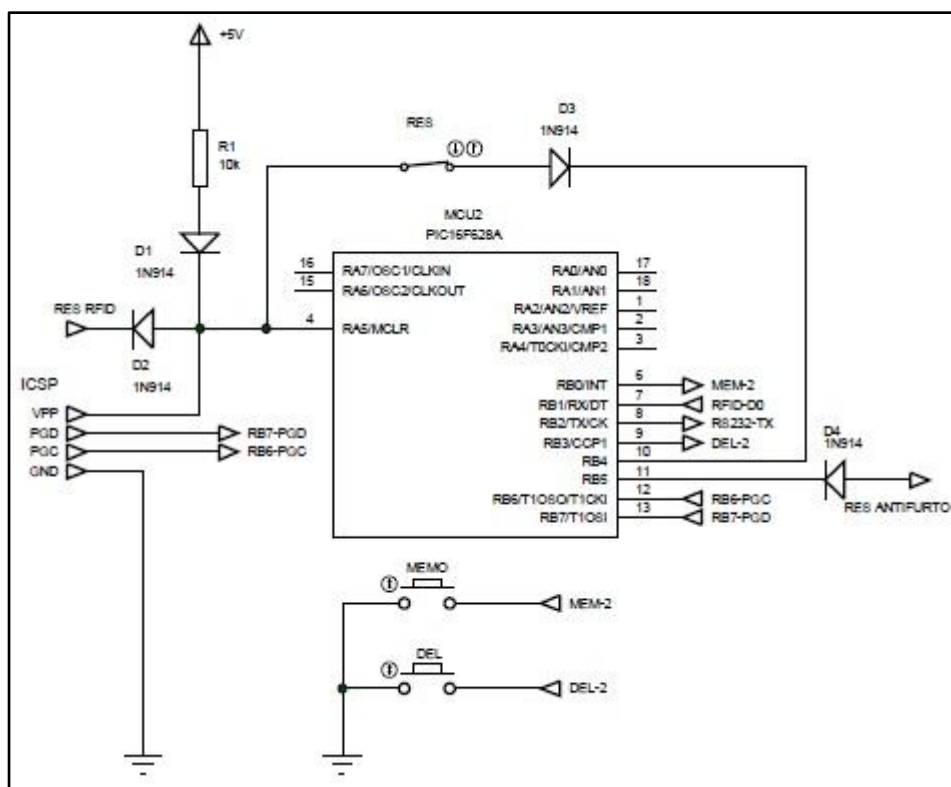 +5V
R1
10k
RES
D3
1N914
MCU2
PIC16F628A
D1
1N914
16 RA7/OSC1/CLKIN RA0/AN0 17
15 RA6/OSC2/CLKOUT RA1/AN1 18
RA2/AN2/VREF 1
RES RFID 4 RA5/MCLR RA3/AN3/CMP1 2
RA4/T0CKI/CMP2 3
D2
1N914
ICSP
RB0/INT 6 MEM-2
VPP RB1/RX/DT 7 RFID-D0
PGD RB7-PGD RB2/TX/CK 8 RS232-TX
PGC RB6-PGC RB3/CCP1 9 DEL-2
D4
1N914
GND RB4 10
RB5 11
RES ANTIFURTO
RB6/T1OSO/T1CKI 12 RB6-PGC
RB7/T1OSI 13 RB7-PGD
MEMO
MEM-2
DEL
DEL-2